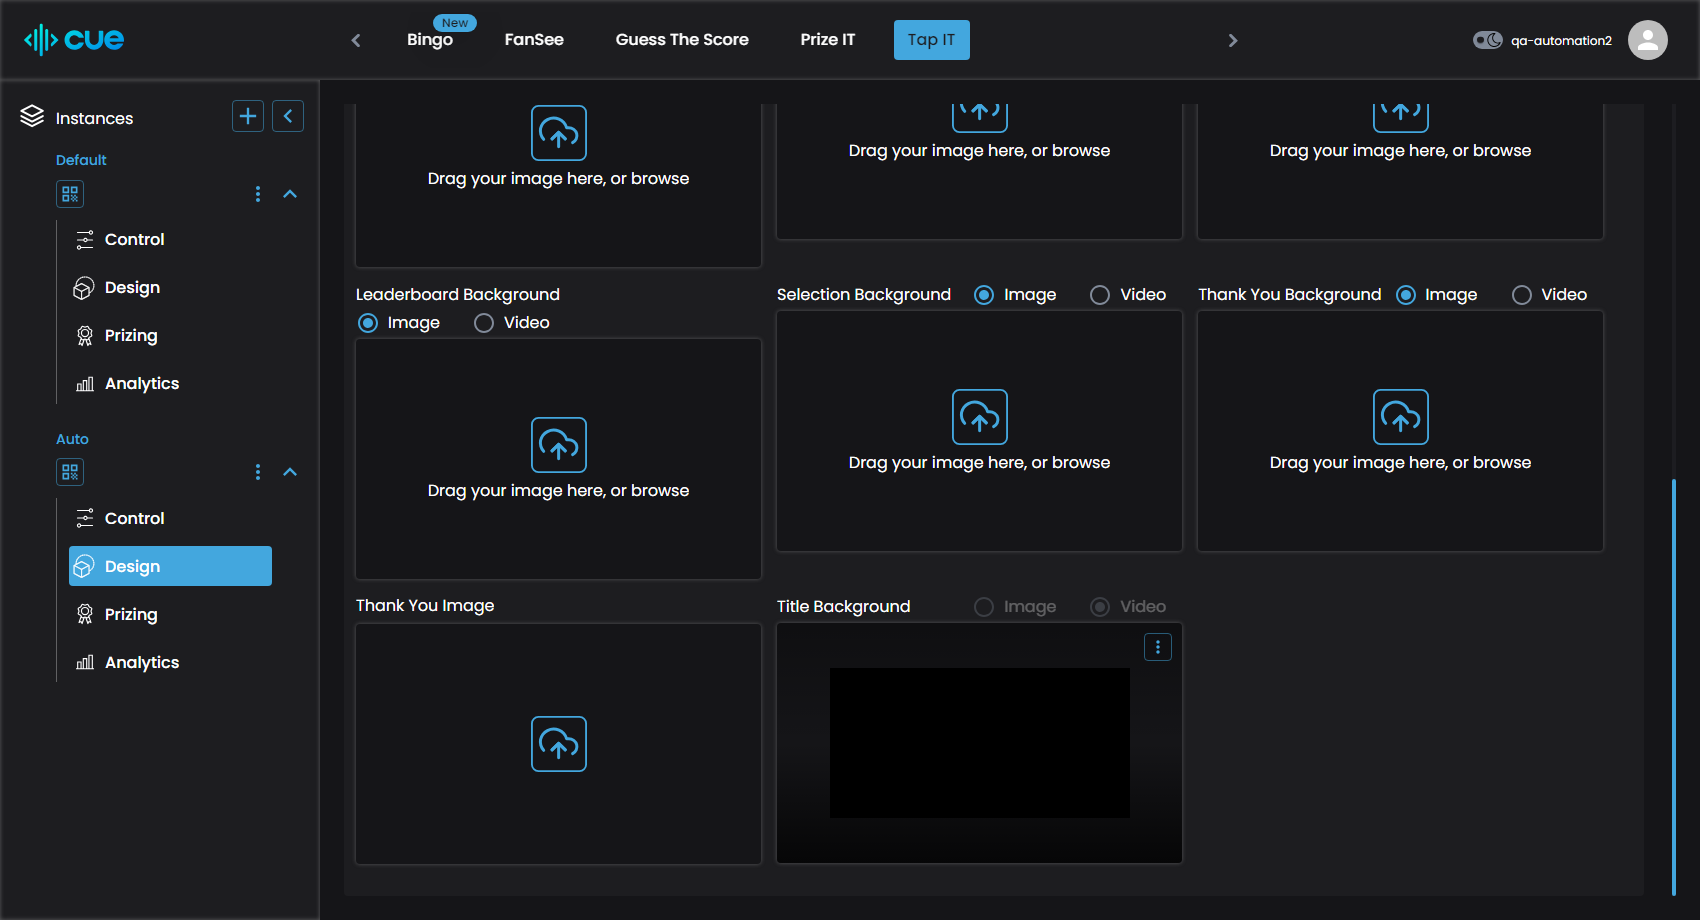 cue
New
Bingo
FanSee
Guess The Score
Prize IT
Tap IT
qa-automation2
Instances
Default
Control
Design
Prizing
Analytics
Auto
Control
Design
Prizing
Analytics
Drag your image here, or browse
Drag your image here, or browse
Drag your image here, or browse
Leaderboard Background
Image Video
Drag your image here, or browse
Selection Background Image Video
Drag your image here, or browse
Thank You Background Image Video
Drag your image here, or browse
Thank You Image
Title Background Image Video